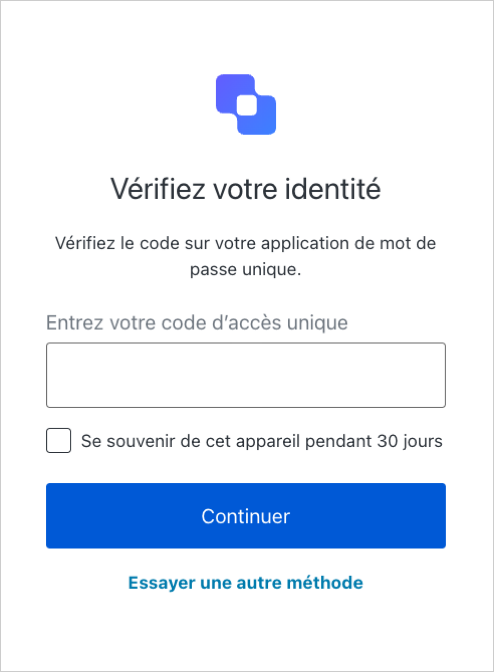 Vérifiez votre identité
Vérifiez le code sur votre application de mot de
passe unique.
Entrez votre code d’accès unique
Se souvenir de cet appareil pendant 30 jours
Continuer
Essayer une autre méthode